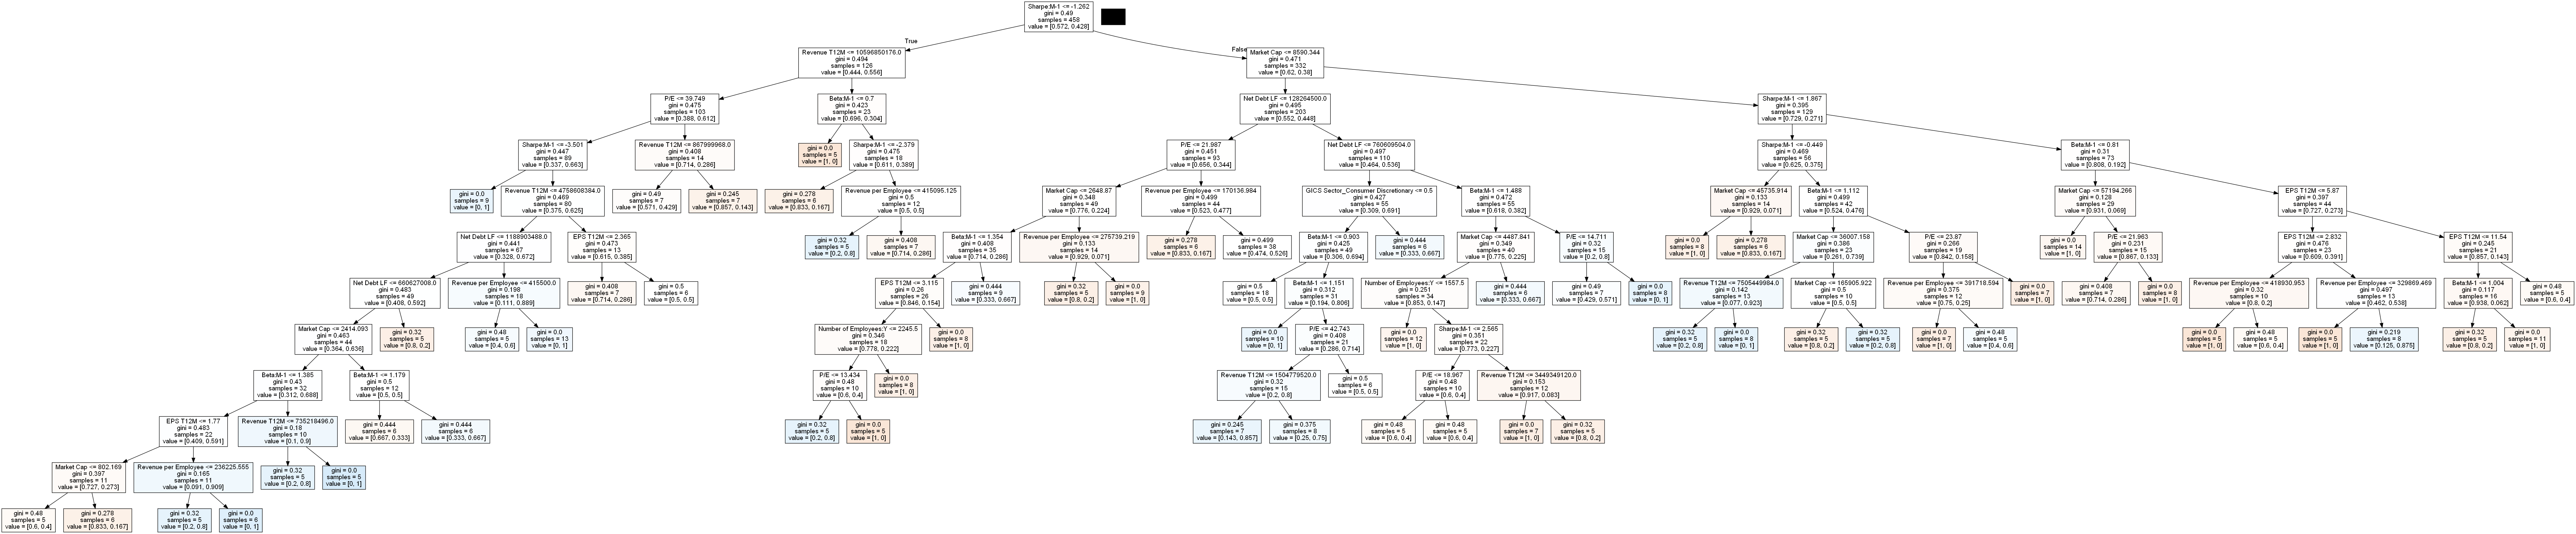 Sharpe:M-1 <= -1.262
gini = 0.49
samples = 458
value = [0.572, 0.428]
True
False
Revenue T12M <= 10596850176.0
gini = 0.494
samples = 126
value = [0.444, 0.556]
Market Cap <= 8590.344
gini = 0.471
samples = 332
value = [0.62, 0.38]
P/E <= 39.749
gini = 0.475
samples = 103
value = [0.388, 0.612]
Beta:M-1 <= 0.7
gini = 0.423
samples = 23
value = [0.696, 0.304]
Net Debt LF <= 128264500.0
gini = 0.495
samples = 203
value = [0.552, 0.448]
Sharpe:M-1 <= 1.867
gini = 0.395
samples = 129
value = [0.729, 0.271]
Sharpe:M-1 <= -3.501
gini = 0.447
samples = 89
value = [0.337, 0.663]
Revenue T12M <= 867999968.0
gini = 0.408
samples = 14
value = [0.714, 0.286]
gini = 0.0
samples = 5
value = [1, 0]
Sharpe:M-1 <= -2.379
gini = 0.475
samples = 18
value = [0.611, 0.389]
P/E <= 21.987
gini = 0.451
samples = 93
value = [0.656, 0.344]
Net Debt LF <= 760609504.0
gini = 0.497
samples = 110
value = [0.464, 0.536]
Sharpe:M-1 <= -0.449
gini = 0.469
samples = 56
value = [0.625, 0.375]
Beta:M-1 <= 0.81
gini = 0.31
samples = 73
value = [0.808, 0.192]
gini = 0.0
samples = 9
value = [0, 1]
Revenue T12M <= 4758608384.0
gini = 0.469
samples = 80
value = [0.375, 0.625]
gini = 0.49
samples = 7
value = [0.571, 0.429]
gini = 0.245
samples = 7
value = [0.857, 0.143]
gini = 0.278
samples = 6
value = [0.833, 0.167]
Revenue per Employee <= 415095.125
gini = 0.5
samples = 12
value = [0.5, 0.5]
Market Cap <= 2648.87
gini = 0.348
samples = 49
value = [0.776, 0.224]
Revenue per Employee <= 170136.984
gini = 0.499
samples = 44
value = [0.523, 0.477]
GICS Sector_Consumer Discretionary <= 0.5
gini = 0.427
samples = 55
value = [0.309, 0.691]
Beta:M-1 <= 1.488
gini = 0.472
samples = 55
value = [0.618, 0.382]
Market Cap <= 45735.914
gini = 0.133
samples = 14
value = [0.929, 0.071]
Beta:M-1 <= 1.112
gini = 0.499
samples = 42
value = [0.524, 0.476]
Market Cap <= 57194.266
gini = 0.128
samples = 29
value = [0.931, 0.069]
EPS T12M <= 5.87
gini = 0.397
samples = 44
value = [0.727, 0.273]
Net Debt LF <= 1188903488.0
gini = 0.441
samples = 67
value = [0.328, 0.672]
EPS T12M <= 2.365
gini = 0.473
samples = 13
value = [0.615, 0.385]
gini = 0.32
samples = 5
value = [0.2, 0.8]
gini = 0.408
samples = 7
value = [0.714, 0.286]
Beta:M-1 <= 1.354
gini = 0.408
samples = 35
value = [0.714, 0.286]
Revenue per Employee <= 275739.219
gini = 0.133
samples = 14
value = [0.929, 0.071]
gini = 0.278
samples = 6
value = [0.833, 0.167]
gini = 0.499
samples = 38
value = [0.474, 0.526]
Beta:M-1 <= 0.903
gini = 0.425
samples = 49
value = [0.306, 0.694]
gini = 0.444
samples = 6
value = [0.333, 0.667]
Market Cap <= 4487.841
gini = 0.349
samples = 40
value = [0.775, 0.225]
P/E <= 14.711
gini = 0.32
samples = 15
value = [0.2, 0.8]
gini = 0.0
samples = 8
value = [1, 0]
gini = 0.278
samples = 6
value = [0.833, 0.167]
Market Cap <= 36007.158
gini = 0.386
samples = 23
value = [0.261, 0.739]
P/E <= 23.87
gini = 0.266
samples = 19
value = [0.842, 0.158]
gini = 0.0
samples = 14
value = [1, 0]
P/E <= 21.963
gini = 0.231
samples = 15
value = [0.867, 0.133]
EPS T12M <= 2.832
gini = 0.476
samples = 23
value = [0.609, 0.391]
EPS T12M <= 11.54
gini = 0.245
samples = 21
value = [0.857, 0.143]
Net Debt LF <= 660627008.0
gini = 0.483
samples = 49
value = [0.408, 0.592]
Revenue per Employee <= 415500.0
gini = 0.198
samples = 18
value = [0.111, 0.889]
gini = 0.408
samples = 7
value = [0.714, 0.286]
gini = 0.5
samples = 6
value = [0.5, 0.5]
EPS T12M <= 3.115
gini = 0.26
samples = 26
value = [0.846, 0.154]
gini = 0.444
samples = 9
value = [0.333, 0.667]
gini = 0.32
samples = 5
value = [0.8, 0.2]
gini = 0.0
samples = 9
value = [1, 0]
gini = 0.5
samples = 18
value = [0.5, 0.5]
Beta:M-1 <= 1.151
gini = 0.312
samples = 31
value = [0.194, 0.806]
Number of Employees:Y <= 1557.5
gini = 0.251
samples = 34
value = [0.853, 0.147]
gini = 0.444
samples = 6
value = [0.333, 0.667]
gini = 0.49
samples = 7
value = [0.429, 0.571]
gini = 0.0
samples = 8
value = [0, 1]
Revenue T12M <= 7505449984.0
gini = 0.142
samples = 13
value = [0.077, 0.923]
Market Cap <= 165905.922
gini = 0.5
samples = 10
value = [0.5, 0.5]
Revenue per Employee <= 391718.594
gini = 0.375
samples = 12
value = [0.75, 0.25]
gini = 0.0
samples = 7
value = [1, 0]
gini = 0.408
samples = 7
value = [0.714, 0.286]
gini = 0.0
samples = 8
value = [1, 0]
Revenue per Employee <= 418930.953
gini = 0.32
samples = 10
value = [0.8, 0.2]
Revenue per Employee <= 329869.469
gini = 0.497
samples = 13
value = [0.462, 0.538]
Beta:M-1 <= 1.004
gini = 0.117
samples = 16
value = [0.938, 0.062]
gini = 0.48
samples = 5
value = [0.6, 0.4]
Market Cap <= 2414.093
gini = 0.463
samples = 44
value = [0.364, 0.636]
gini = 0.32
samples = 5
value = [0.8, 0.2]
gini = 0.48
samples = 5
value = [0.4, 0.6]
gini = 0.0
samples = 13
value = [0, 1]
Number of Employees:Y <= 2245.5
gini = 0.346
samples = 18
value = [0.778, 0.222]
gini = 0.0
samples = 8
value = [1, 0]
gini = 0.0
samples = 10
value = [0, 1]
P/E <= 42.743
gini = 0.408
samples = 21
value = [0.286, 0.714]
gini = 0.0
samples = 12
value = [1, 0]
Sharpe:M-1 <= 2.565
gini = 0.351
samples = 22
value = [0.773, 0.227]
gini = 0.32
samples = 5
value = [0.2, 0.8]
gini = 0.0
samples = 8
value = [0, 1]
gini = 0.32
samples = 5
value = [0.8, 0.2]
gini = 0.32
samples = 5
value = [0.2, 0.8]
gini = 0.0
samples = 7
value = [1, 0]
gini = 0.48
samples = 5
value = [0.4, 0.6]
gini = 0.0
samples = 5
value = [1, 0]
gini = 0.48
samples = 5
value = [0.6, 0.4]
gini = 0.0
samples = 5
value = [1, 0]
gini = 0.219
samples = 8
value = [0.125, 0.875]
gini = 0.32
samples = 5
value = [0.8, 0.2]
gini = 0.0
samples = 11
value = [1, 0]
Beta:M-1 <= 1.385
gini = 0.43
samples = 32
value = [0.312, 0.688]
Beta:M-1 <= 1.179
gini = 0.5
samples = 12
value = [0.5, 0.5]
P/E <= 13.434
gini = 0.48
samples = 10
value = [0.6, 0.4]
gini = 0.0
samples = 8
value = [1, 0]
Revenue T12M <= 1504779520.0
gini = 0.32
samples = 15
value = [0.2, 0.8]
gini = 0.5
samples = 6
value = [0.5, 0.5]
P/E <= 18.967
gini = 0.48
samples = 10
value = [0.6, 0.4]
Revenue T12M <= 3449349120.0
gini = 0.153
samples = 12
value = [0.917, 0.083]
EPS T12M <= 1.77
gini = 0.483
samples = 22
value = [0.409, 0.591]
Revenue T12M <= 735218496.0
gini = 0.18
samples = 10
value = [0.1, 0.9]
gini = 0.444
samples = 6
value = [0.667, 0.333]
gini = 0.444
samples = 6
value = [0.333, 0.667]
gini = 0.32
samples = 5
value = [0.2, 0.8]
gini = 0.0
samples = 5
value = [1, 0]
gini = 0.245
samples = 7
value = [0.143, 0.857]
gini = 0.375
samples = 8
value = [0.25, 0.75]
gini = 0.48
samples = 5
value = [0.6, 0.4]
gini = 0.48
samples = 5
value = [0.6, 0.4]
gini = 0.0
samples = 7
value = [1, 0]
gini = 0.32
samples = 5
value = [0.8, 0.2]
Market Cap <= 802.169
gini = 0.397
samples = 11
value = [0.727, 0.273]
Revenue per Employee <= 236225.555
gini = 0.165
samples = 11
value = [0.091, 0.909]
gini = 0.32
samples = 5
value = [0.2, 0.8]
gini = 0.0
samples = 5
value = [0, 1]
gini = 0.48
samples = 5
value = [0.6, 0.4]
gini = 0.278
samples = 6
value = [0.833, 0.167]
gini = 0.32
samples = 5
value = [0.2, 0.8]
gini = 0.0
samples = 6
value = [0, 1]